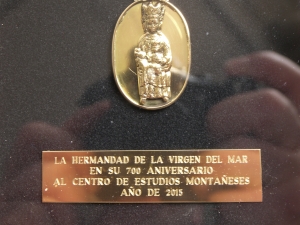 LA HERMANDAD DE LA VIRGEN DEL MAR
EN SU 700 ANIVERSARIO
AL CENTRO DE ESTUDIOS MONTAÑESES
AÑO DE 2015